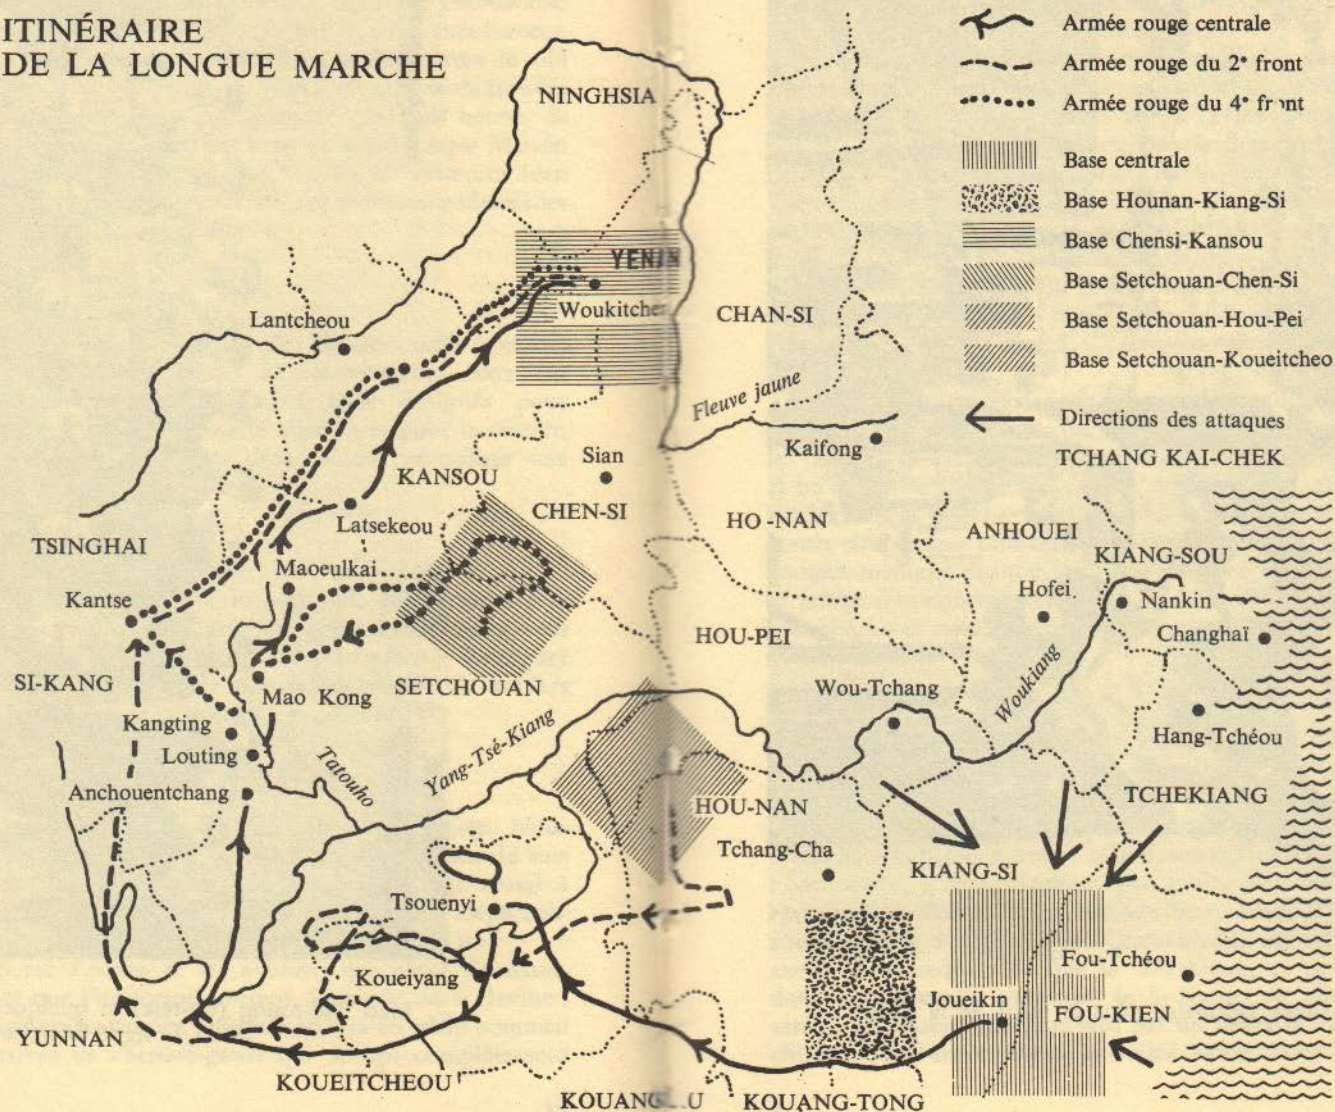 ITINÉRAIRE
DE LA LONGUE MARCHE
Armée rouge centrale
Armée rouge du 2e front
Armée rouge du 4e
Base centrale
Base Hounan-Kiang-Si
Base Chensi-Kansou
Base Setchouan-Chen-Si
Base Setchouan-Hou-Pei
Base Setchouan-Koueitcheo
Directions des attaques
TCHANG KAI-CHEK
NINGHSIA
YENAN
Woukitchen
Lantcheou
CHAN-SI
Fleuve jaune
Kaifong
Sian
KANSOU
CHEN-SI
Latsekeou
HO-NAN
ANHOUEI
KIANG-SOU
TSINGHAI
Maoeulkai
Kantse
Hofei
Nankin
Changhaï
HOU-PEI
SI-KANG
Mao Kong
SETCHOUAN
Wou-Tchang
Woukiang
Kangting
Louting
Tatouho
Yang-Tsé-Kiang
Hang-Tchéou
Anchouentchang
HOU-NAN
TCHEKIANG
Tchang-Cha
KIANG-SI
Tsouenyi
Koueiyang
Fou-Tchéou
Joueikin
FOU-KIEN
YUNNAN
KOUEITCHEOU
KOUANG-TONG